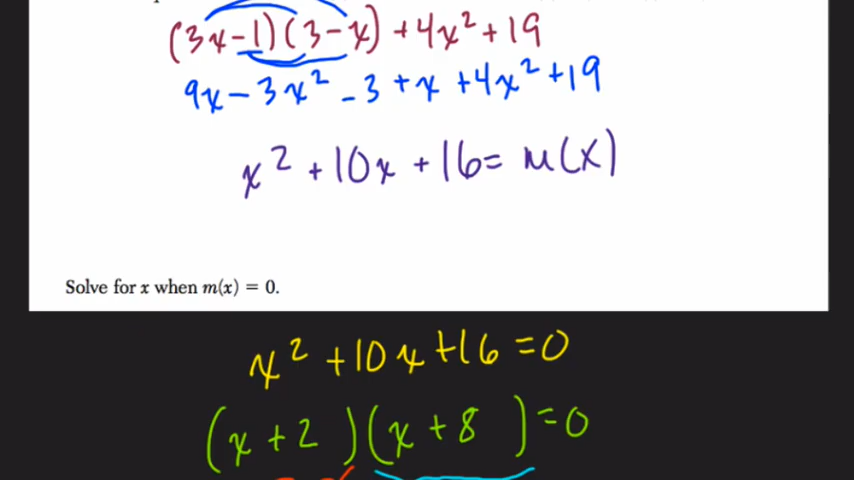 (3x-1)(3-x)+4x²+19
9x-3x²-3+x+4x²+19
x²+10x+16=m(x)
Solve for x when m(x) = 0.
x²+10x+16=0
(x+2)(x+8)=0